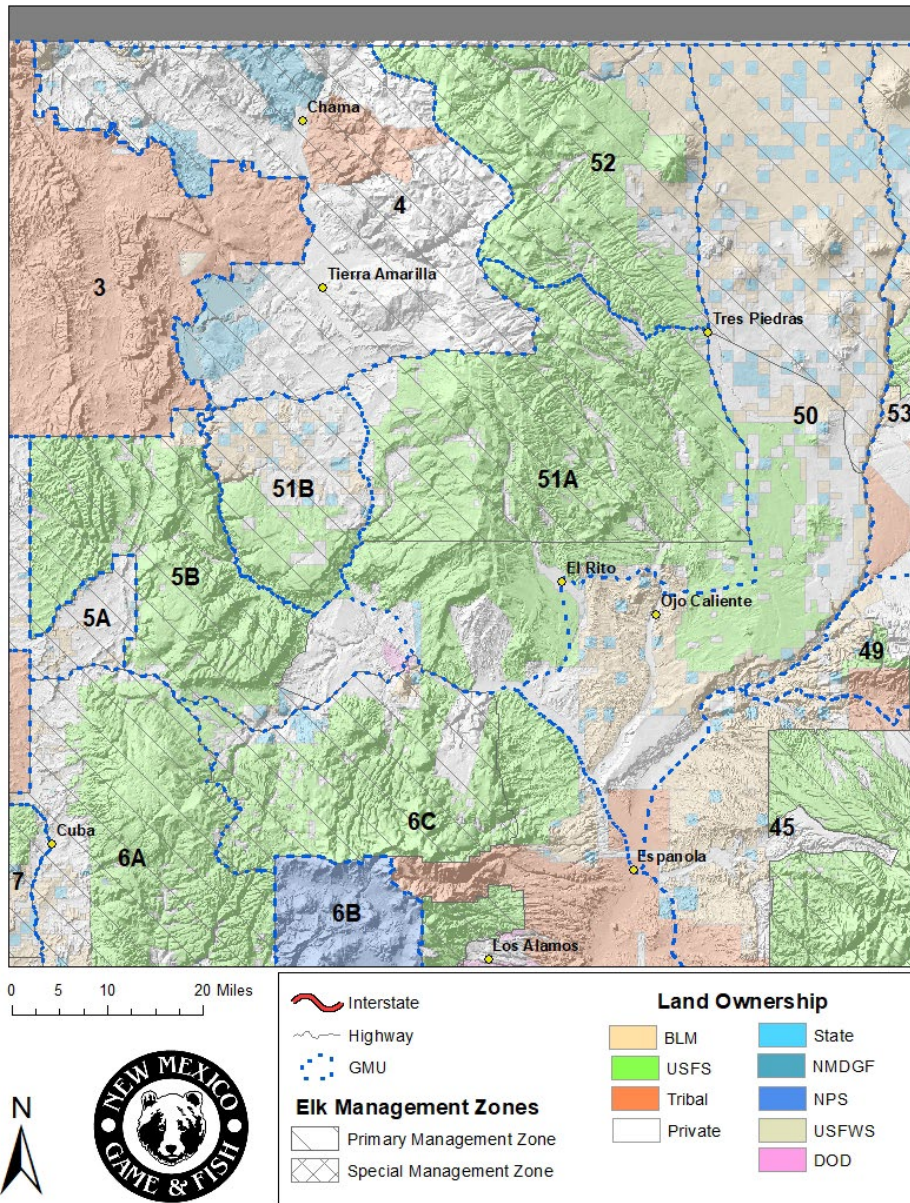 Chama
52
4
3
Tierra Amarilla
Tres Piedras
50
53
51B
51A
5B
El Rito
5A
Ojo Caliente
49
6C
45
Cuba
6A
Espanola
7
6B
Los Alamos
0 5 10 20 Miles
Interstate
Highway
GMU
Elk Management Zones
Primary Management Zone
Special Management Zone
Land Ownership
BLM
USFS
Tribal
Private
State
NMDGF
NPS
USFWS
DOD
N
NEW MEXICO
GAME & FISH